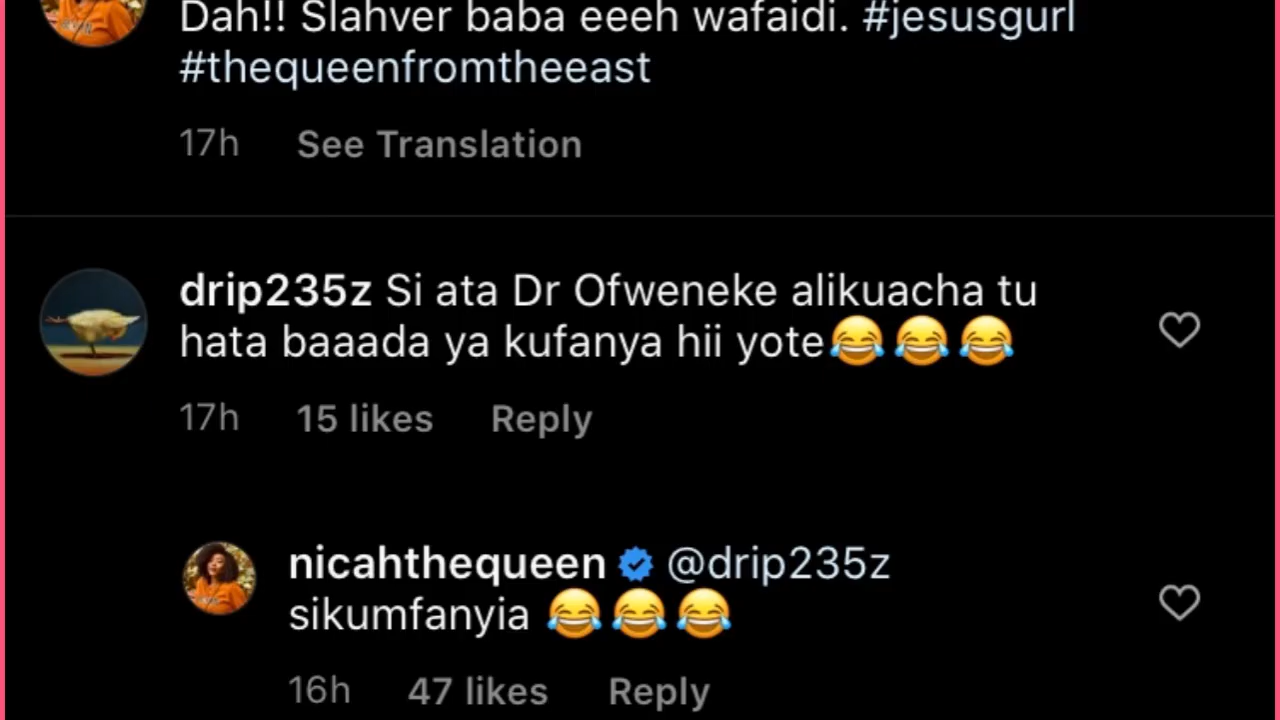 Dah!! Slahver baba eeeh wafaidi. #jesusgurl
#thequeenfromtheeast
17h See Translation
drip235z Si ata Dr Ofweneke alikuacha tu
hata baaada ya kufanya hii yote😂😂😂
17h 15 likes Reply
nicahthequeen @drip235z
sikumfanyia 😂😂😂
16h 47 likes Reply